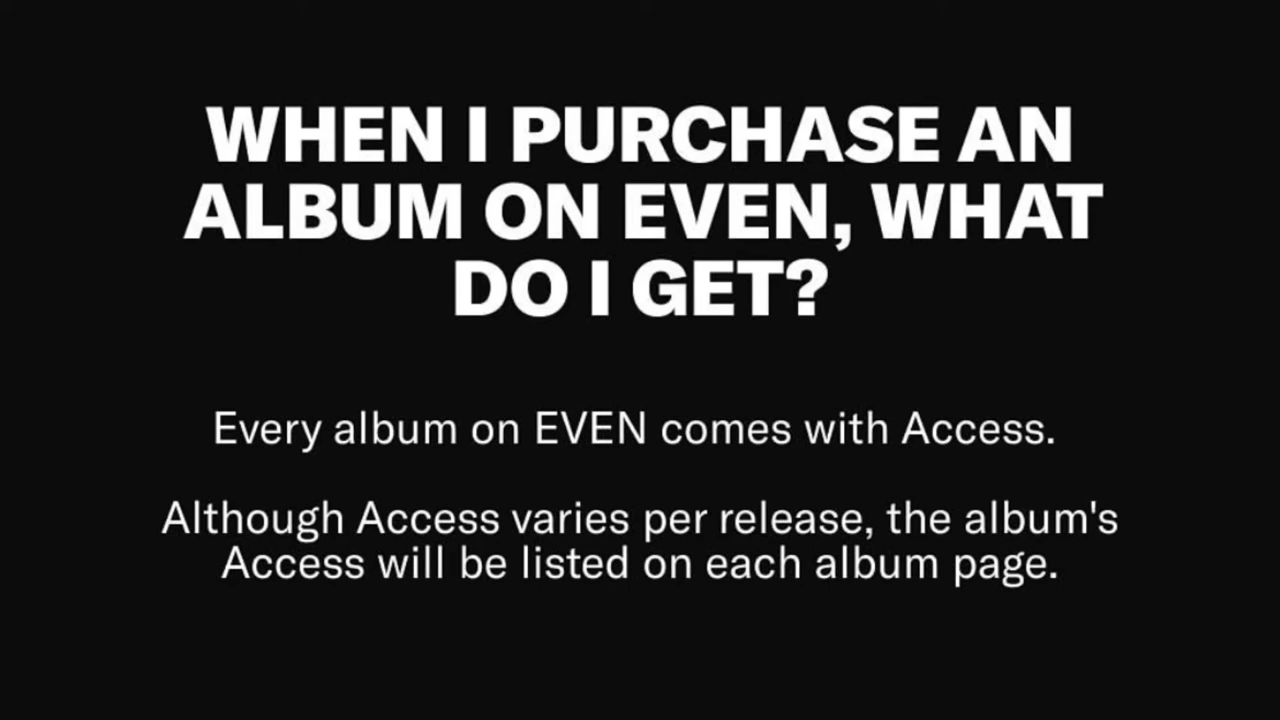 WHEN I PURCHASE AN
ALBUM ON EVEN, WHAT
DO I GET?
Every album on EVEN comes with Access.
Although Access varies per release, the album's
Access will be listed on each album page.